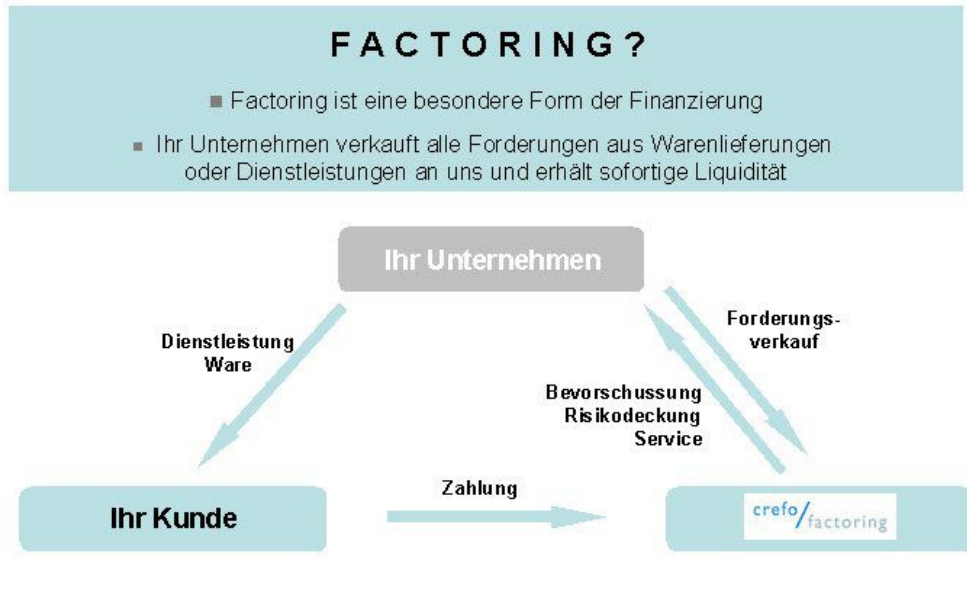 FACTORING?
Factoring ist eine besondere Form der Finanzierung
Ihr Unternehmen verkauft alle Forderungen aus Warenlieferungen
oder Dienstleistungen an uns und erhält sofortige Liquidität
Ihr Unternehmen
Dienstleistung
Ware
Forderungs-
verkauf
Bevorschussung
Risikodeckung
Service
Ihr Kunde
Zahlung
crefo/
factoring